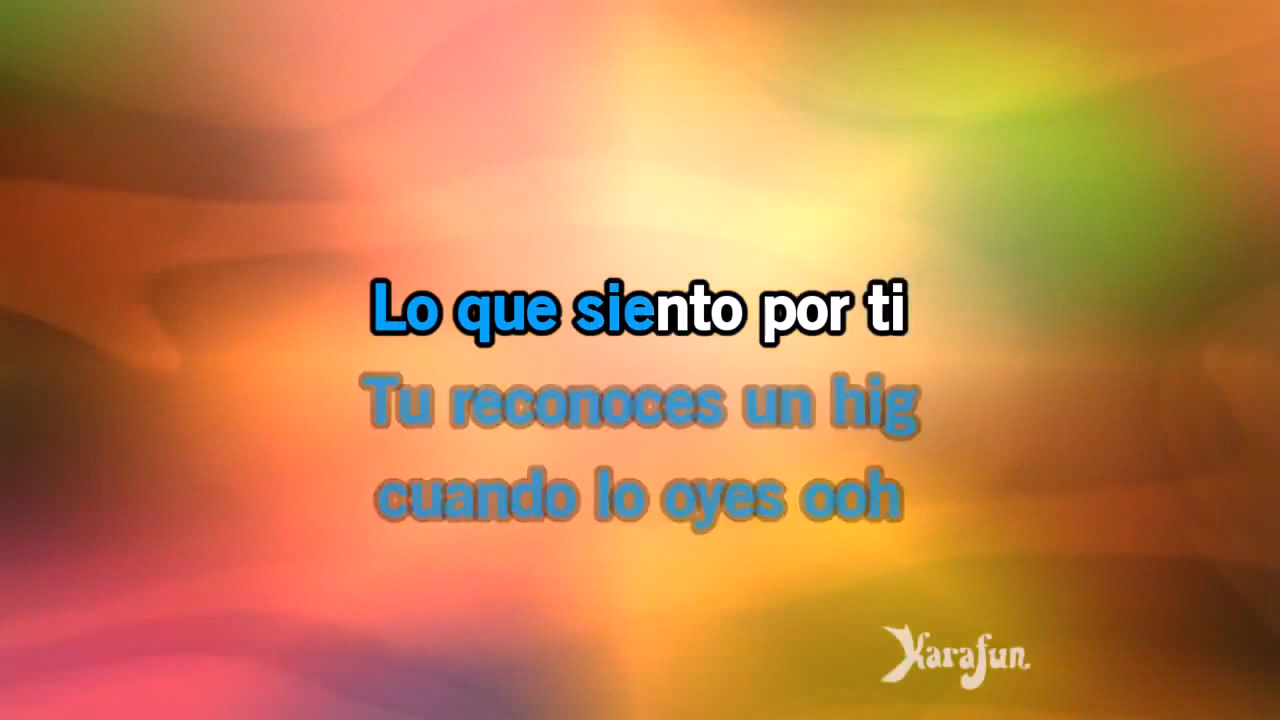 Lo que siento por ti
Tu reconoces un hig
cuando lo oyes ooh
Karafun